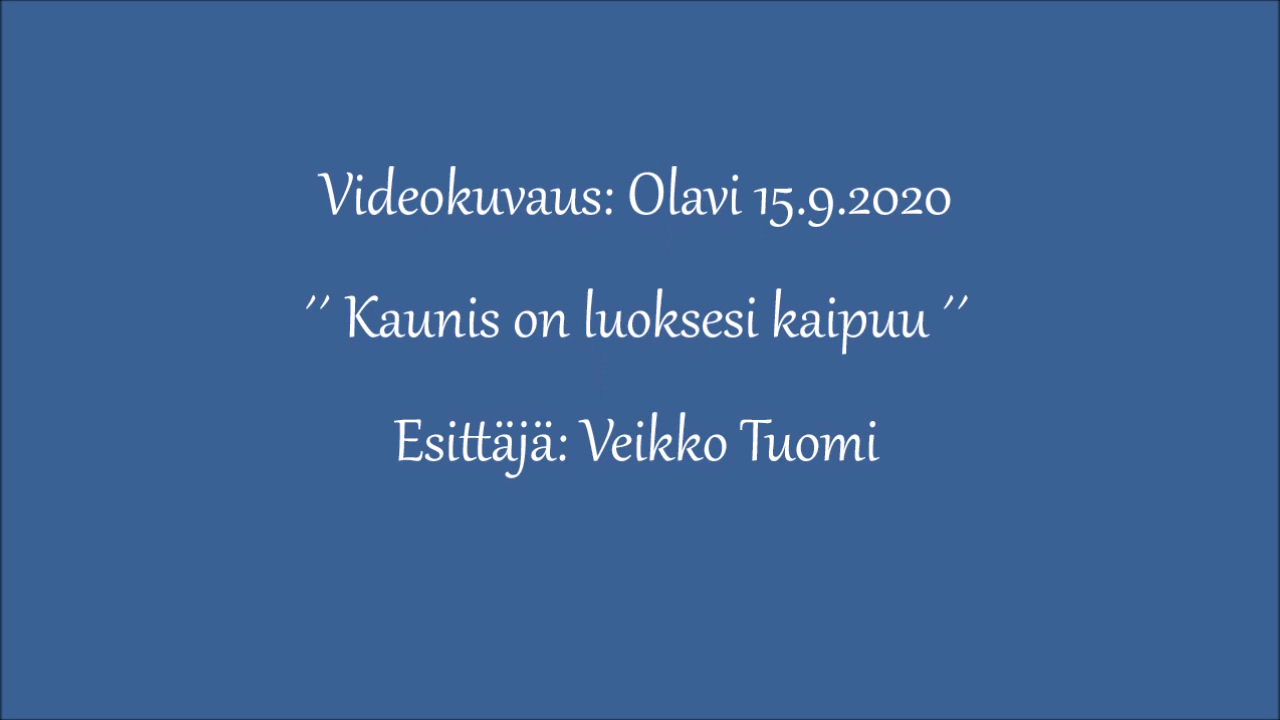 Videokuvaus: Olavi 15.9.2020
´´ Kaunis on luoksesi kaipuu ´´
Esittäjä: Veikko Tuomi